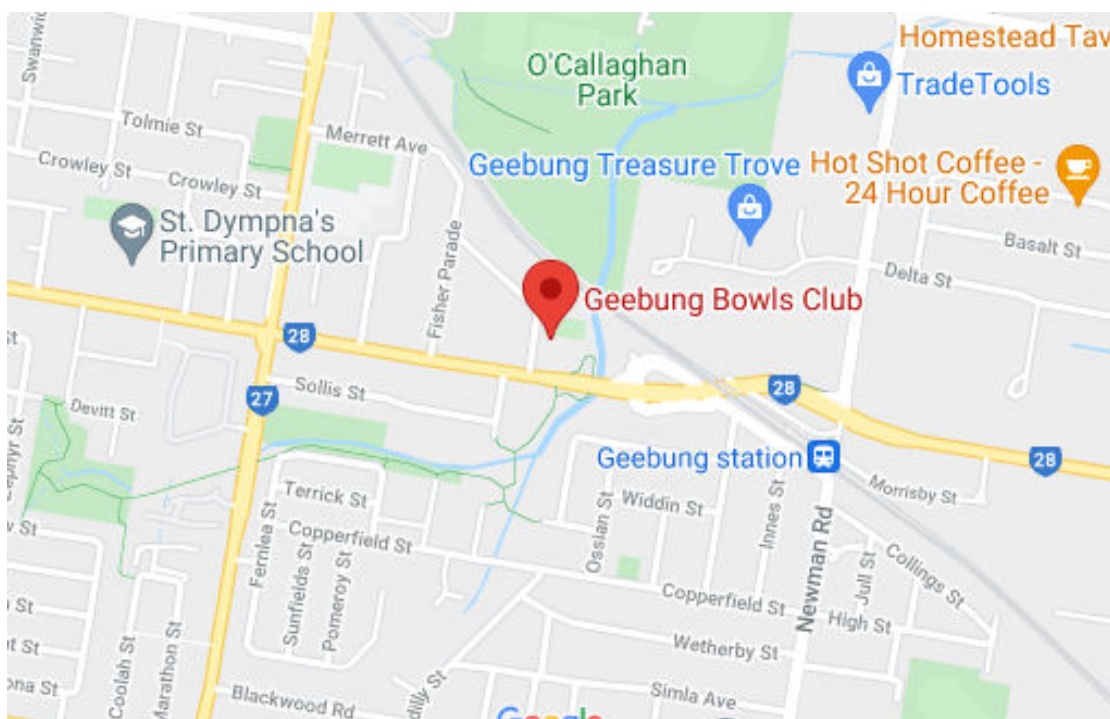 Homestead Tav
Swanwic
O'Callaghan
Park
TradeTools
Tolmie St
Merrett Ave
Crowley St
Crowley St
Geebung Treasure Trove
Hot Shot Coffee -
24 Hour Coffee
St. Dympna's
Primary School
Fisher Parade
Basalt St
Delta St
Geebung Bowls Club
28
28
Sollis St
27
Devitt St
Geebung station
28
Terrick St
Widdin St
Morrisby St
Copperfield St
Fernlea St
Sunfields St
Pomeroy St
Ossian St
Innes St
Newman Rd
Jull St
Collings St
Copperfield St
High St
Wetherby St
Coolah St
Marathon St
Simla Ave
Blackwood Rd
Google